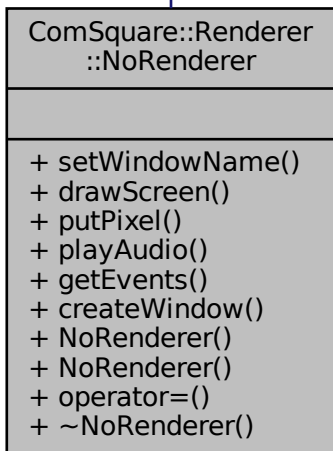 ComSquare::Renderer
::NoRenderer
+ setWindowName()
+ drawScreen()
+ putPixel()
+ playAudio()
+ getEvents()
+ createWindow()
+ NoRenderer()
+ NoRenderer()
+ operator=()
+ ~NoRenderer()